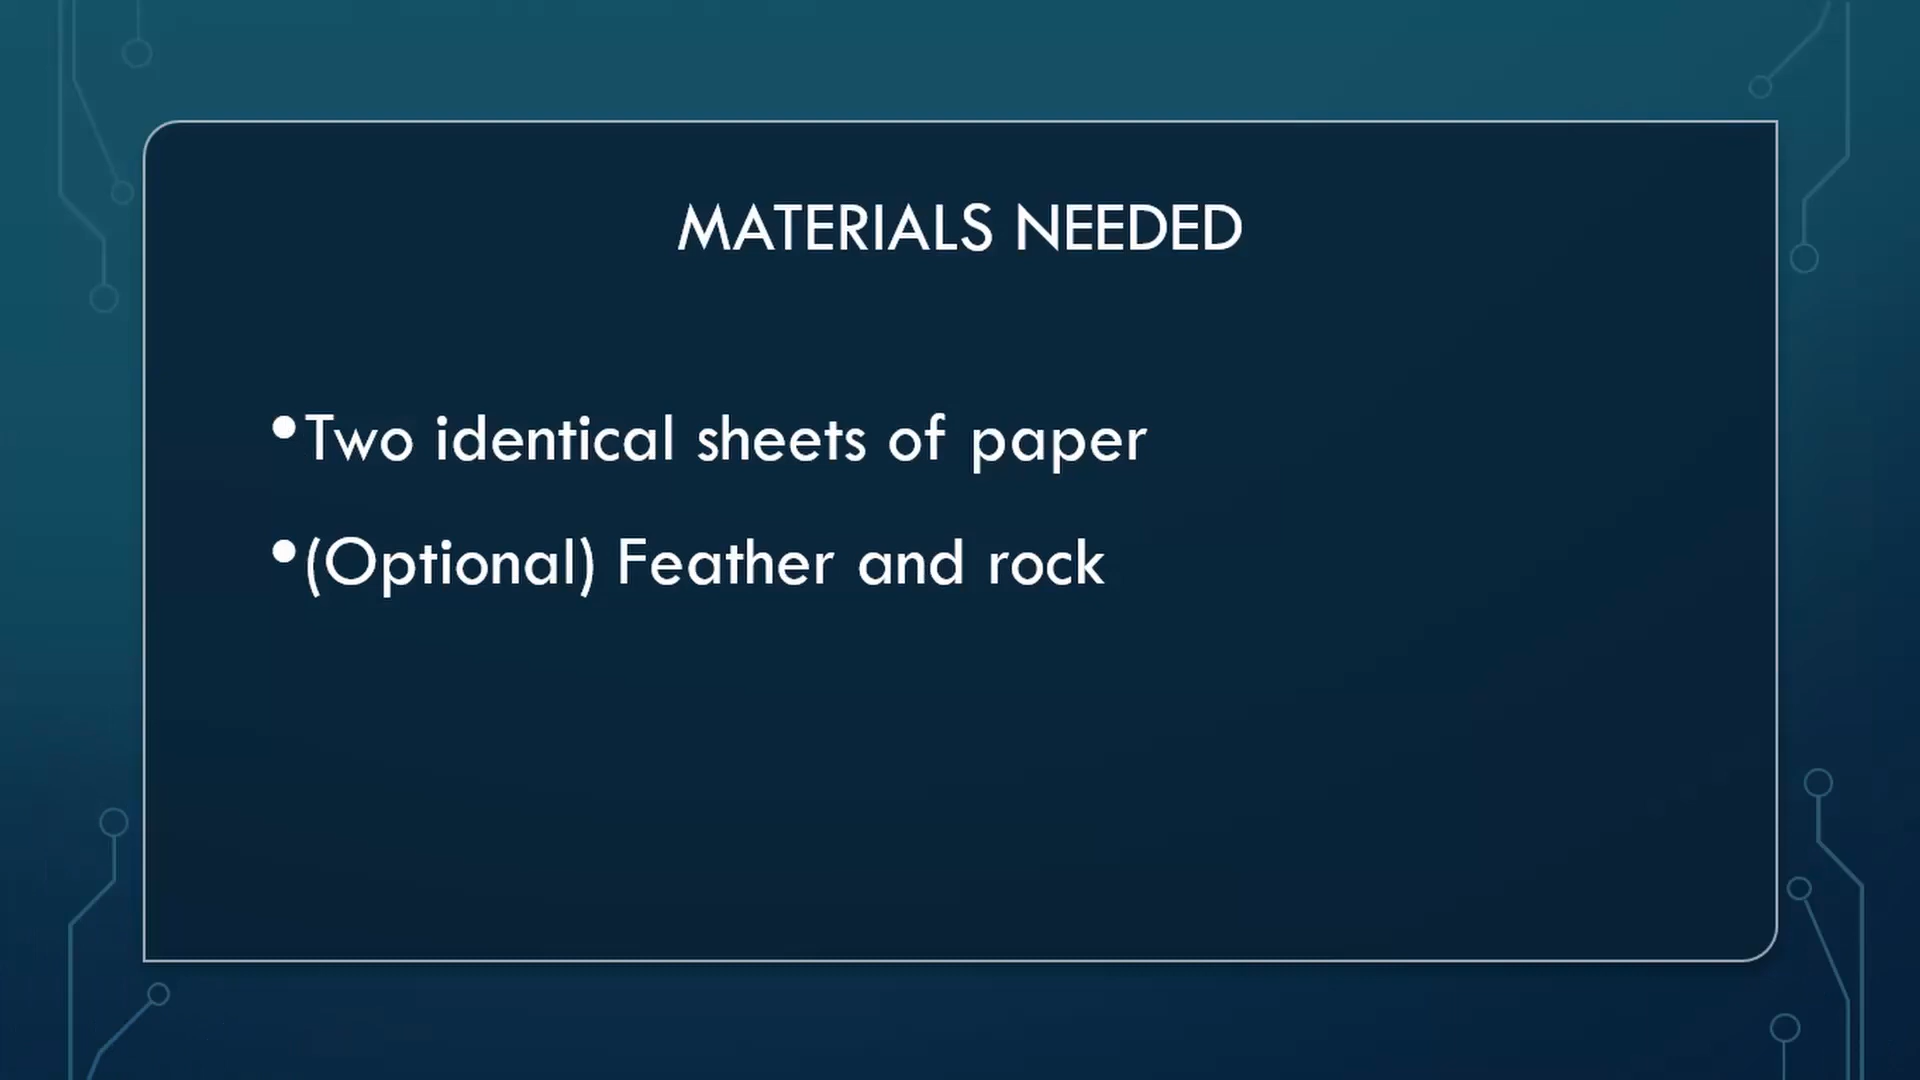 MATERIALS NEEDED
•Two identical sheets of paper
•(Optional) Feather and rock